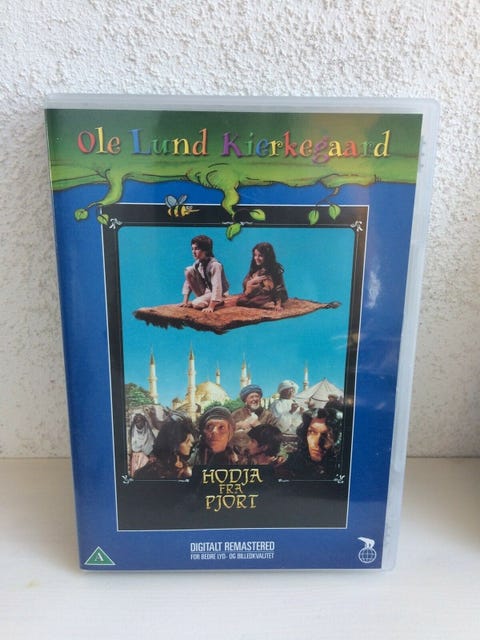 Ole Lund Kierkegaard
HODJA
FRA
PJORT
DIGITALT REMASTERED
FOR BEDRE LYD- OG BILLEDKVALITET
A